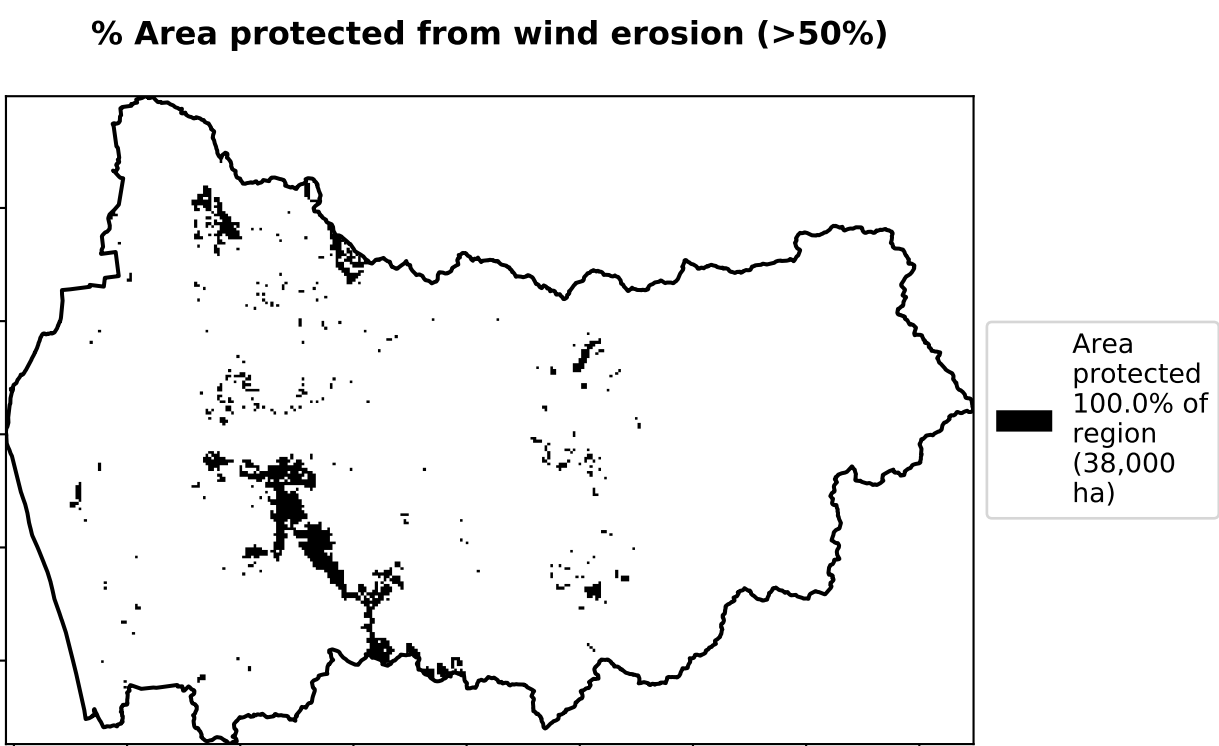 % Area protected from wind erosion (>50%)
Area
protected
100.0% of
region
(38,000
ha)